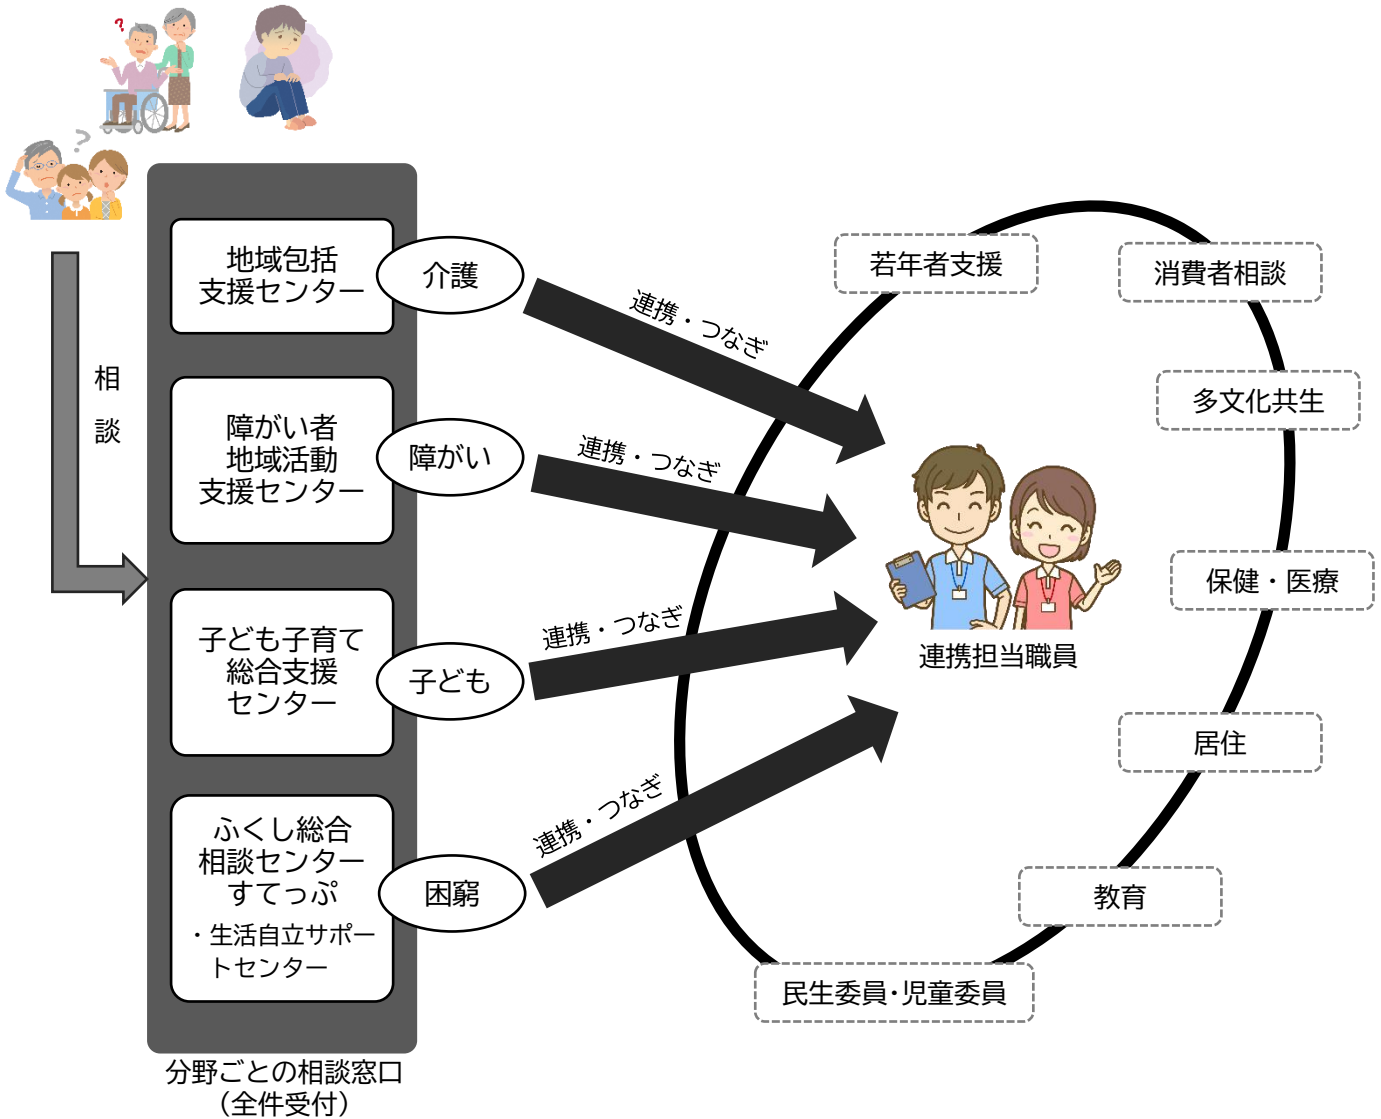 ?
?
相
談
地域包括
支援センター
介護
障がい者
地域活動
支援センター
障がい
子ども子育て
総合支援
センター
子ども
ふくし総合
相談センター
すてっぷ
・生活自立サポー
トセンター
困窮
分野ごとの相談窓口
（全件受付）
連携・つなぎ
連携・つなぎ
連携・つなぎ
連携・つなぎ
連携担当職員
若年者支援
消費者相談
多文化共生
保健・医療
居住
教育
民生委員・児童委員